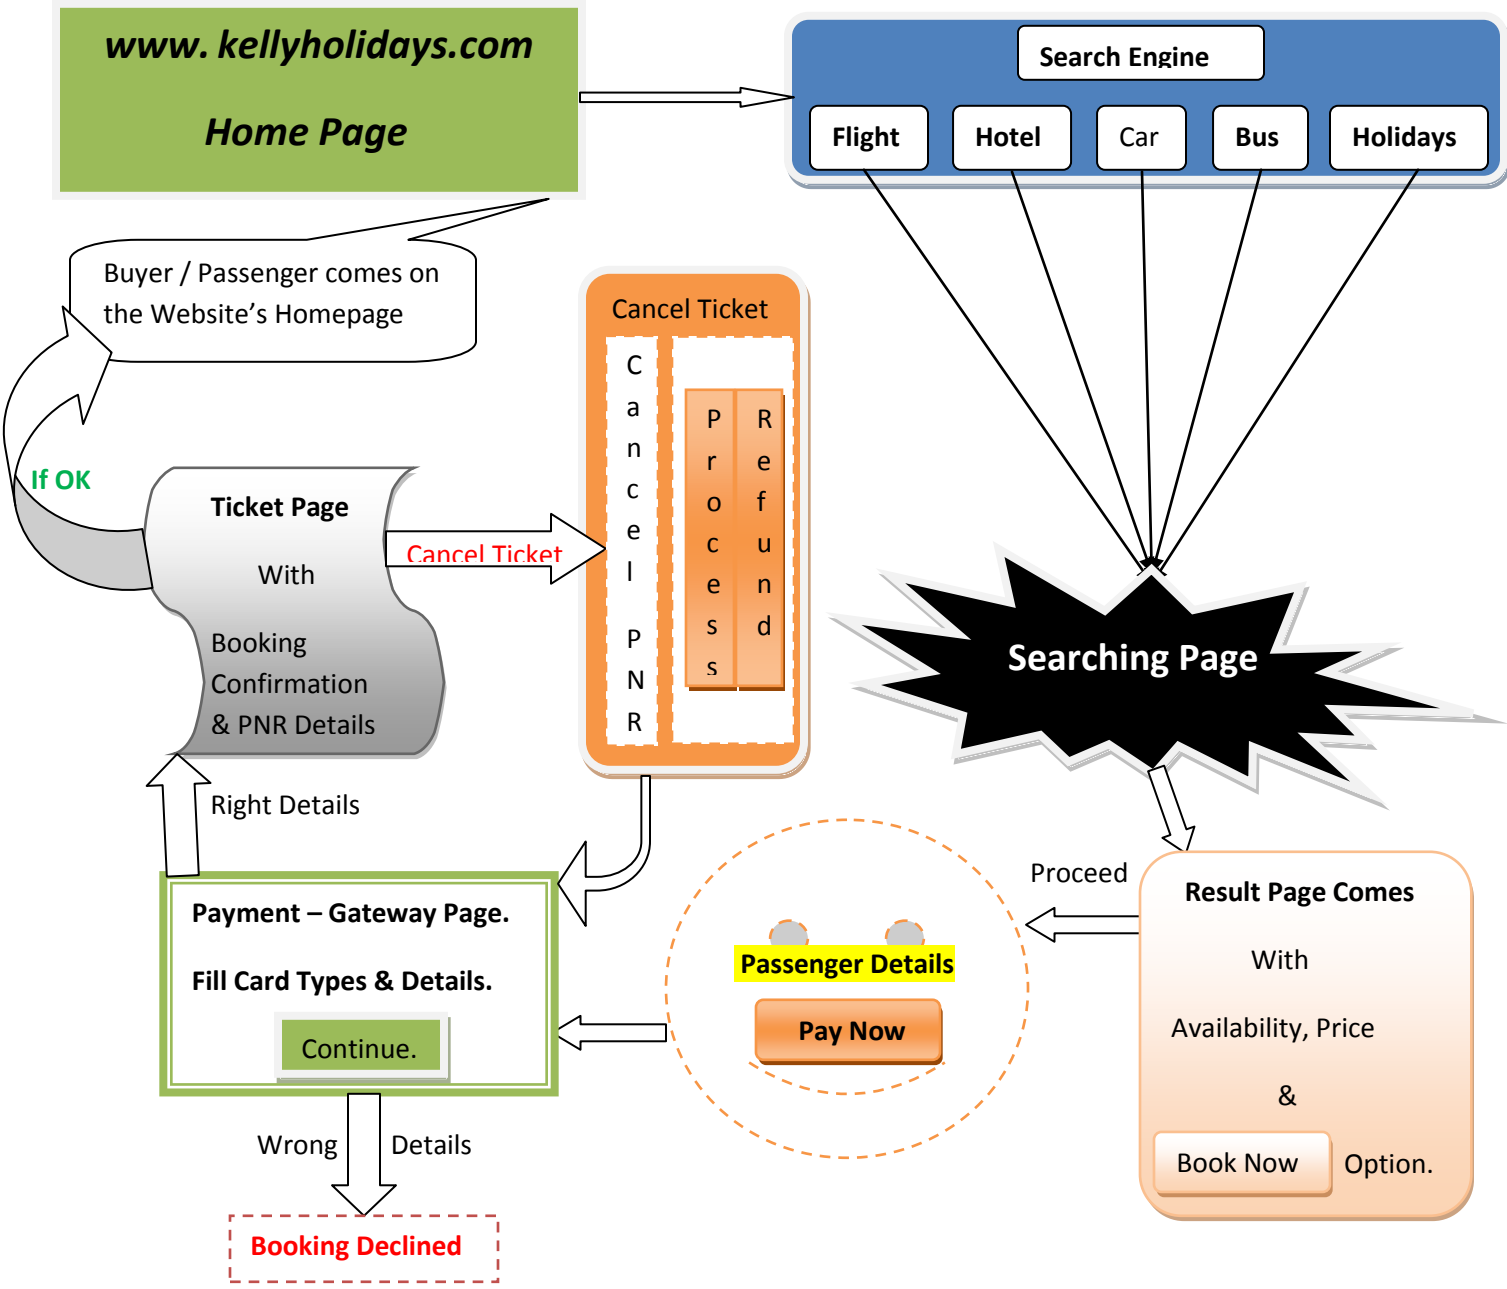 www. kellyholidays.com
Home Page
Search Engine
Flight
Hotel
Car
Bus
Holidays
Buyer / Passenger comes on
the Website’s Homepage
Cancel Ticket
C
a
n
c
e
l
P
N
R
P
r
o
c
e
s
s
R
e
f
u
n
d
If OK
Ticket Page
With
Booking
Confirmation
& PNR Details
Cancel Ticket
Searching Page
Right Details
Proceed
Result Page Comes
With
Availability, Price
&
Book Now Option.
Passenger Details
Pay Now
Payment – Gateway Page.
Fill Card Types & Details.
Continue.
Wrong Details
Booking Declined